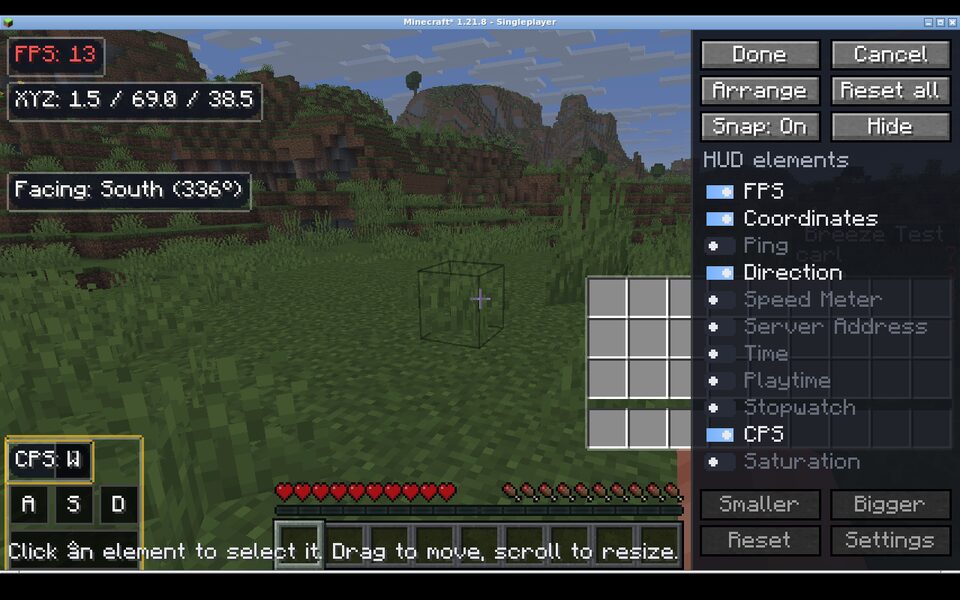 Minecraft* 1.21.8 - Singleplayer
FPS: 13
XYZ: 1.5 / 69.0 / 38.5
Facing: South (336°)
Done
Cancel
Arrange
Reset all
Snap: On
Hide
HUD elements
FPS
Coordinates
Ping
Breeze Test
carl
Direction
Speed Meter
Server Address
Time
Playtime
Stopwatch
CPS
Saturation
Smaller
Bigger
Reset
Settings
CPS
W
A
S
D
Click an element to select it. Drag to move, scroll to resize.